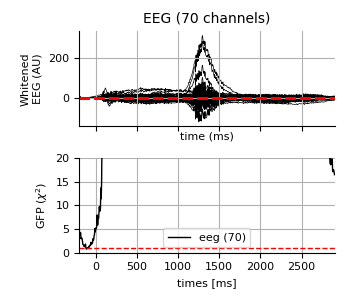 EEG (70 channels)
Whitened
EEG (AU)
200
0
time (ms)
GFP (χ²)
20
15
10
5
0
eeg (70)
0 500 1000 1500 2000 2500
times [ms]